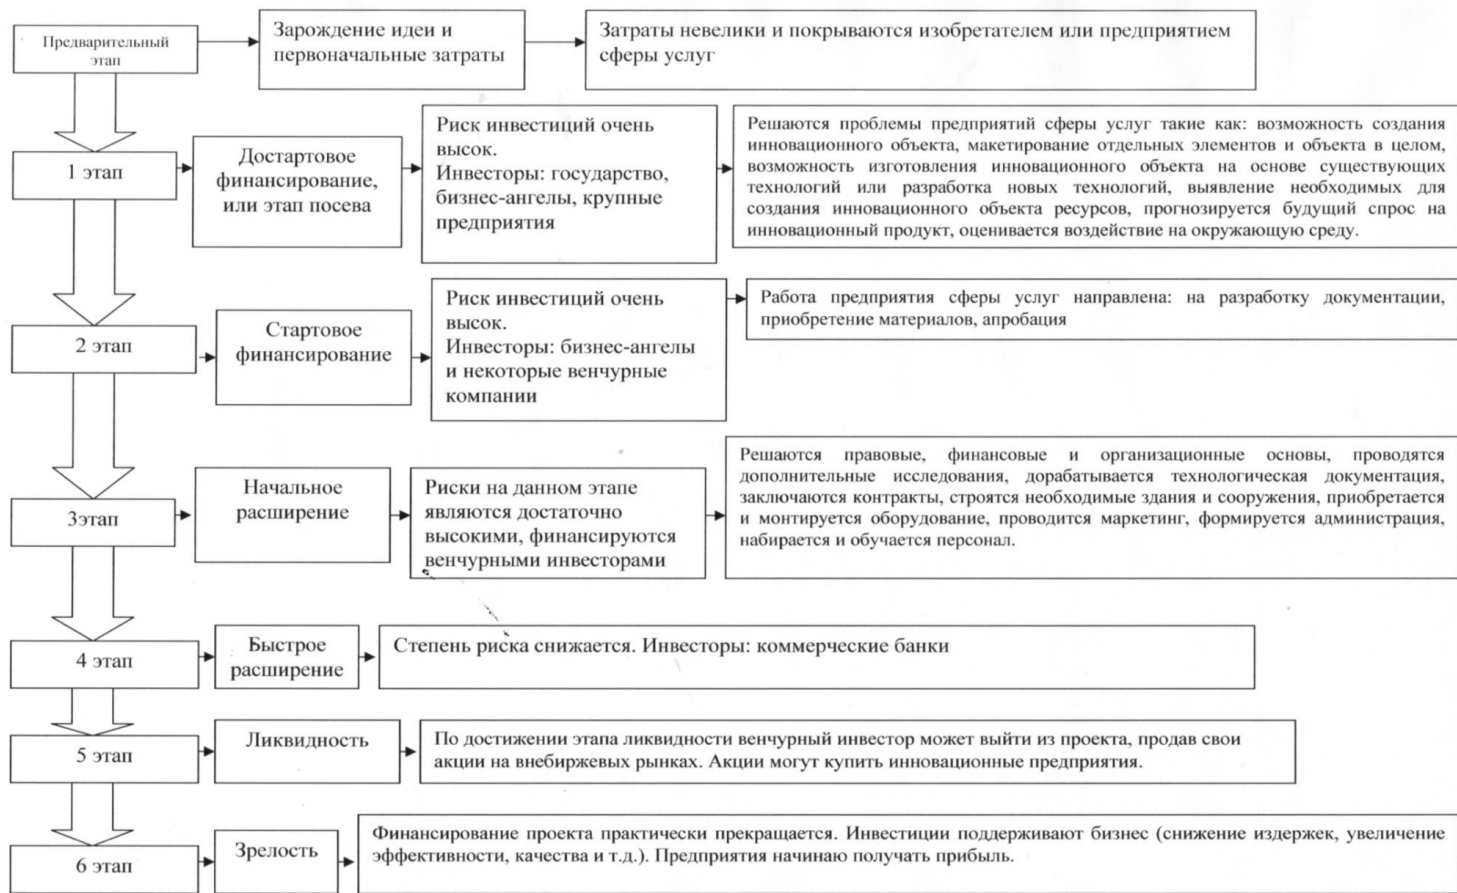 Предварительный
этап
Зарождение идеи и
первоначальные затраты
Затраты невелики и покрываются изобретателем или предприятием
сферы услуг
1 этап
Достартовое
финансирование,
или этап посева
Риск инвестиций очень
высок.
Инвесторы: государство,
бизнес-ангелы, крупные
предприятия
Решаются проблемы предприятий сферы услуг такие как: возможность создания
инновационного объекта, макетирование отдельных элементов и объекта в целом,
возможность изготовления инновационного объекта на основе существующих
технологий или разработка новых технологий, выявление необходимых для
создания инновационного объекта ресурсов, прогнозируется будущий спрос на
инновационный продукт, оценивается воздействие на окружающую среду.
2 этап
Стартовое
финансирование
Риск инвестиций очень
высок.
Инвесторы: бизнес-ангелы
и некоторые венчурные
компании
Работа предприятия сферы услуг направлена: на разработку документации,
приобретение материалов, апробация
3этап
Начальное
расширение
Риски на данном этапе
являются достаточно
высокими, финансируются
венчурными инвесторами
Решаются правовые, финансовые и организационные основы, проводятся
дополнительные исследования, дорабатывается технологическая документация,
заключаются контракты, строятся необходимые здания и сооружения, приобретается
и монтируется оборудование, проводится маркетинг, формируется администрация,
набирается и обучается персонал.
4 этап
Быстрое
расширение
Степень риска снижается. Инвесторы: коммерческие банки
5 этап
Ликвидность
По достижении этапа ликвидности венчурный инвестор может выйти из проекта, продав свои
акции на внебиржевых рынках. Акции могут купить инновационные предприятия.
6 этап
Зрелость
Финансирование проекта практически прекращается. Инвестиции поддерживают бизнес (снижение издержек, увеличение
эффективности, качества и т.д.). Предприятия начинаю получать прибыль.